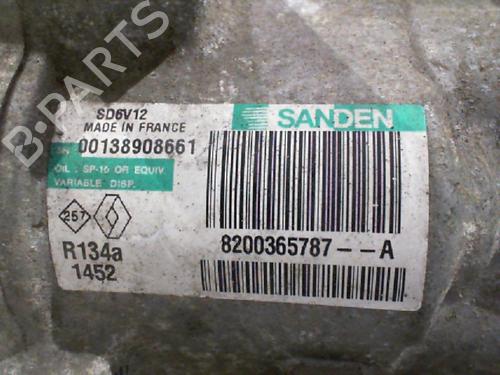 B-PARTS
SD6V12
MADE IN FRANCE
SANDEN
00138908661
OIL : SP-10 OR EQUIV.
VARIABLE DISP.
257
R134a
1452
8200365787--A